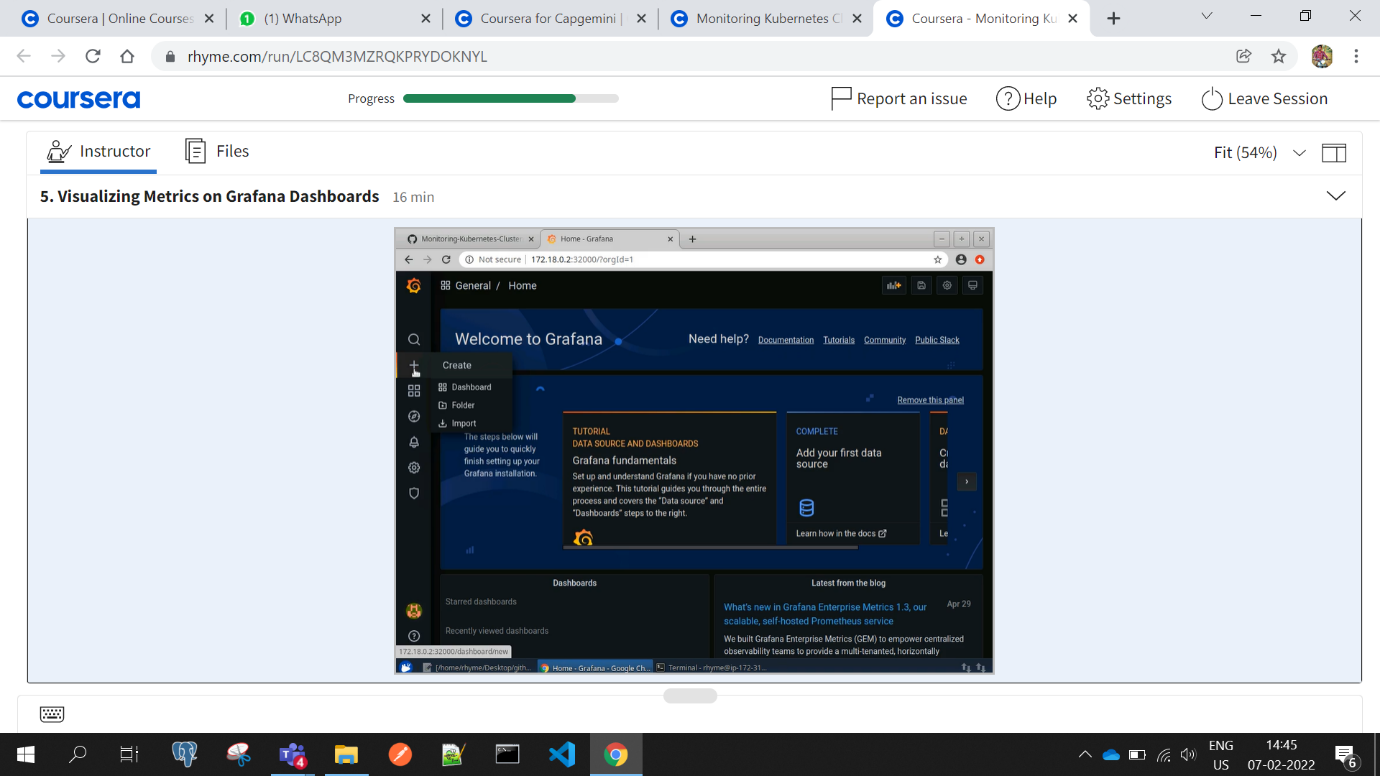 Coursera | Online Courses
(1) WhatsApp
Coursera for Capgemini |
Monitoring Kubernetes C
Coursera - Monitoring Ku
rhyme.com/run/LC8QM3MZRQKPRYDOKNYL
coursera
Progress
Report an issue
Help
Settings
Leave Session
Instructor
Files
Fit (54%)
5. Visualizing Metrics on Grafana Dashboards 16 min
Monitoring-Kubernetes-Cluste
Home - Grafana
Not secure | 172.18.0.2:32000/?orgId=1
General / Home
Welcome to Grafana
Need help? Documentation Tutorials Community Public Slack
Create
Dashboard
Folder
Import
Remove this panel
The steps below will
guide you to quickly
finish setting up your
Grafana installation.
TUTORIAL
DATA SOURCE AND DASHBOARDS
Grafana fundamentals
Set up and understand Grafana if you have no prior
experience. This tutorial guides you through the entire
process and covers the "Data source" and
"Dashboards" steps to the right.
COMPLETE
Add your first data
source
Learn how in the docs
Le
Dashboards
Starred dashboards
Recently viewed dashboards
Latest from the blog
What's new in Grafana Enterprise Metrics 1.3, our
scalable, self-hosted Prometheus service
Apr 29
We built Grafana Enterprise Metrics (GEM) to empower centralized
observability teams to provide a multi-tenanted, horizontally
172.18.0.2:32000/dashboard/new
[/home/rhyme/Desktop/gith...
Home - Grafana - Google Ch...
Terminal - rhyme@ip-172-31...
4
ENG
US
14:45
07-02-2022
6